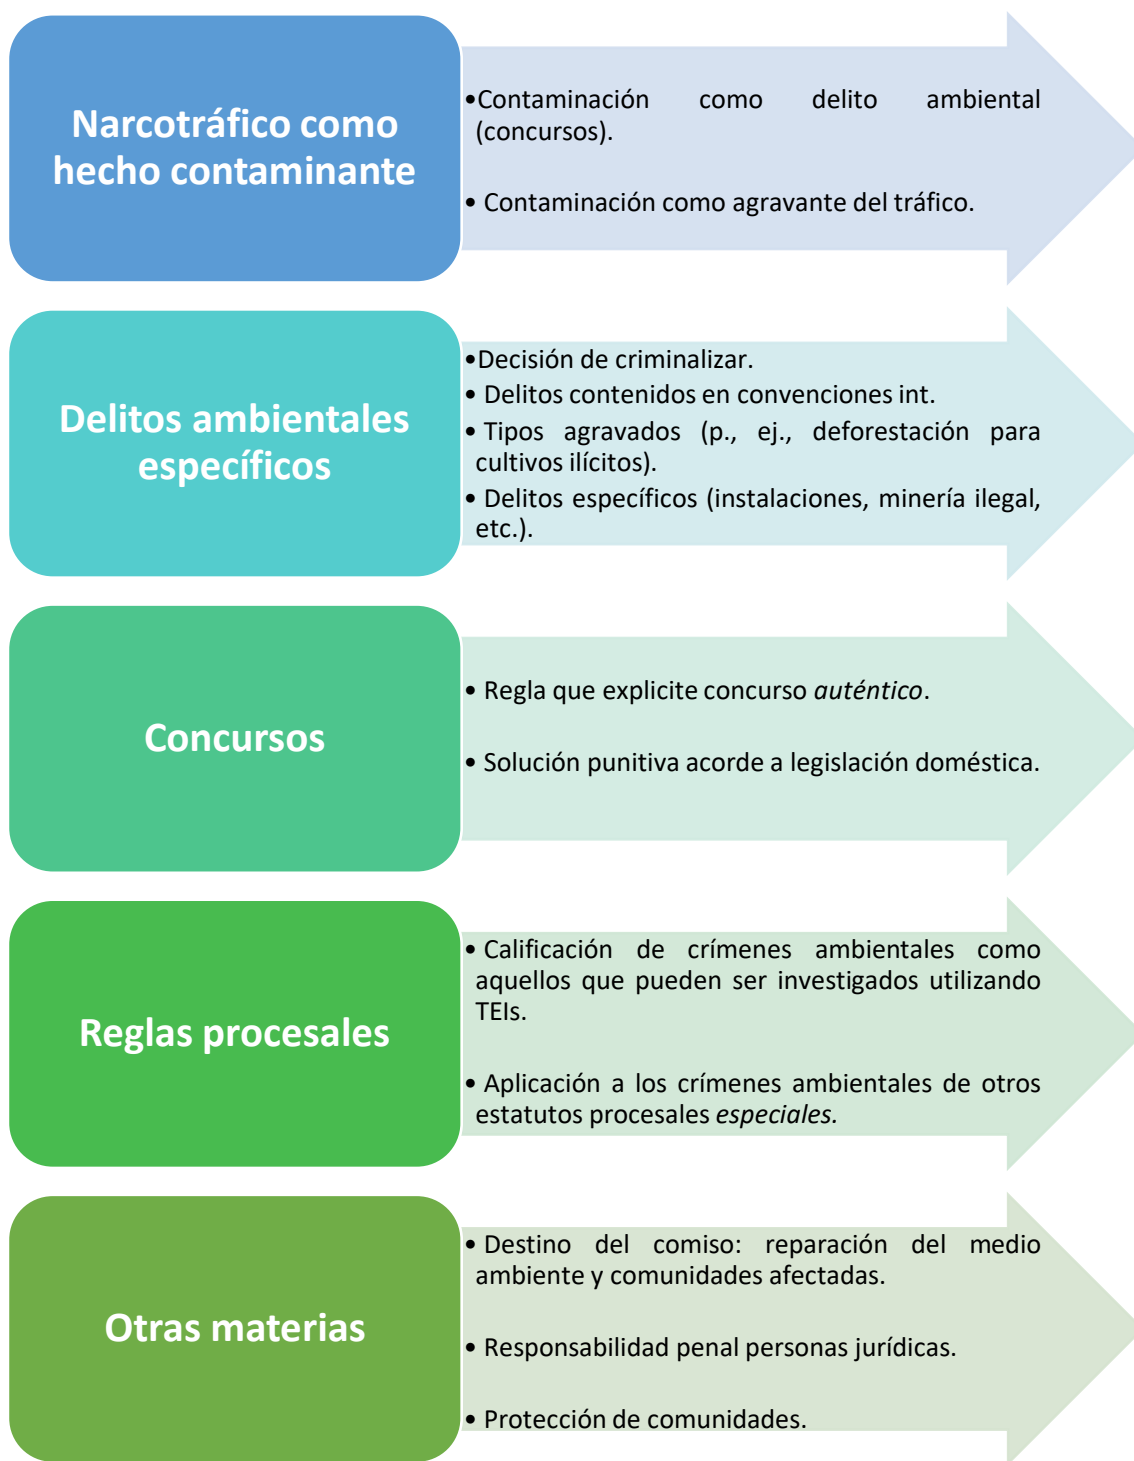 Narcotráfico como
hecho contaminante
•Contaminación como delito ambiental
(concursos).
• Contaminación como agravante del tráfico.
Delitos ambientales
específicos
•Decisión de criminalizar.
• Delitos contenidos en convenciones int.
• Tipos agravados (p., ej., deforestación para
cultivos ilícitos).
• Delitos específicos (instalaciones, minería ilegal,
etc.).
Concursos
• Regla que explicite concurso auténtico.
• Solución punitiva acorde a legislación doméstica.
Reglas procesales
• Calificación de crímenes ambientales como
aquellos que pueden ser investigados utilizando
TEIs.
• Aplicación a los crímenes ambientales de otros
estatutos procesales especiales.
Otras materias
• Destino del comiso: reparación del medio
ambiente y comunidades afectadas.
• Responsabilidad penal personas jurídicas.
• Protección de comunidades.